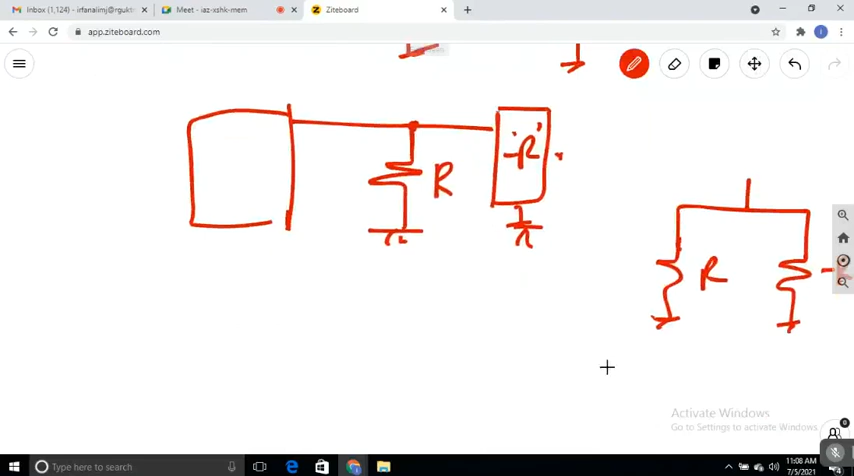 Inbox (1,124) - irfanalimj@rgukt
Meet - iaz-xshk-mem
Ziteboard
app.ziteboard.com
R
-R
R
Activate Windows
Go to Settings to activate Windows.
Type here to search
11:08 AM
7/5/2021